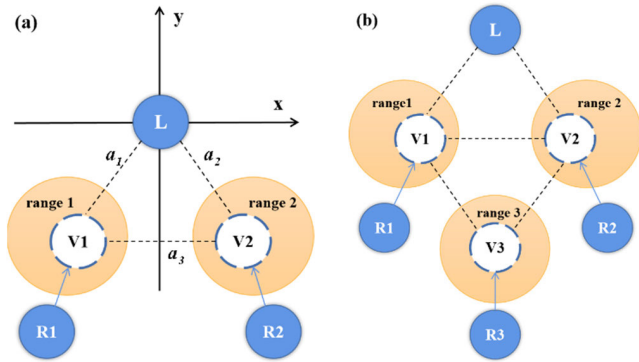 (a)
y
x
L
a1
a2
range 1
range 2
V1
V2
a3
R1
R2
(b)
L
range1
range 2
V1
V2
R1
range 3
R2
V3
R3